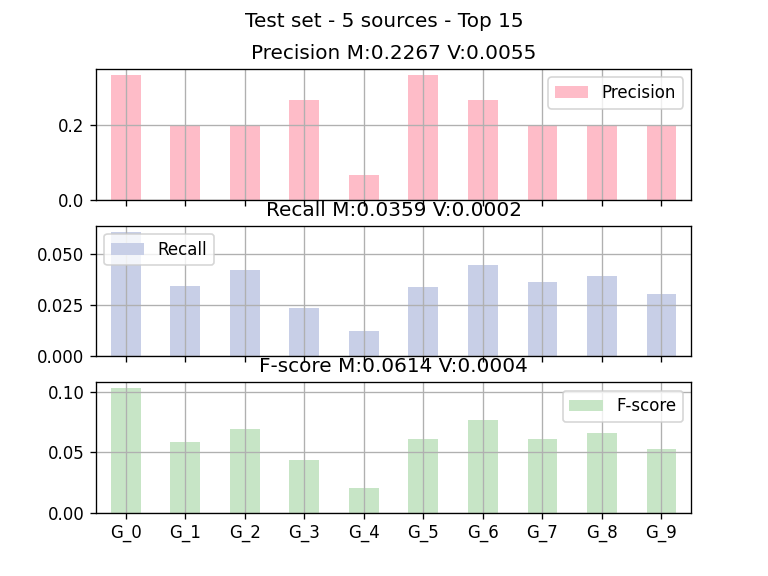 Test set - 5 sources - Top 15
Precision M:0.2267 V:0.0055
Precision
0.2
0.0
Recall M:0.0359 V:0.0002
Recall
0.050
0.025
0.000
F-score M:0.0614 V:0.0004
F-score
0.10
0.05
0.00
G_0 G_1 G_2 G_3 G_4 G_5 G_6 G_7 G_8 G_9